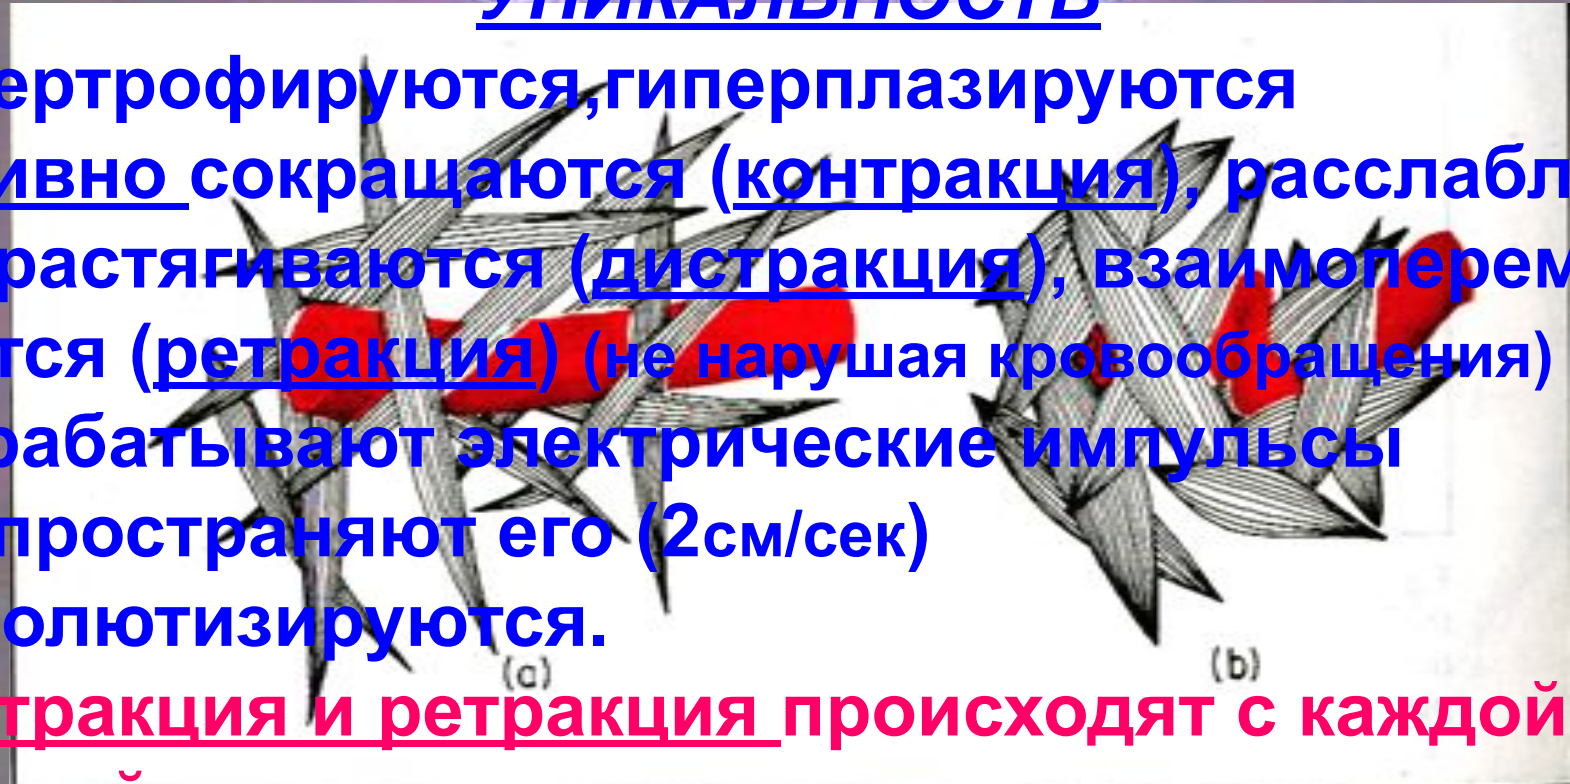 УНИКАЛЬНОСТЬ
ертрофируются,гиперплазируются
ивно сокращаются (контракция), расслабл
растягиваются (дистракция), взаимоперем
тся (ретракция) (не нарушая кровообращения)
рабатывают электрические импульсы
пространяют его (2см/сек)
олютизируются.
(a) (b)
тракция и ретракция происходят с каждой